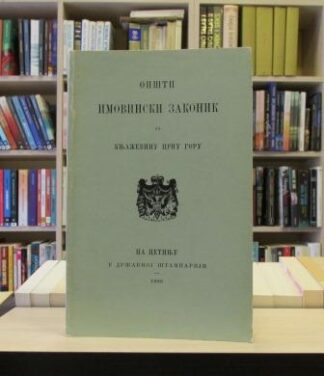 ОПШТИ
ИМОВИНСКИ ЗАКОНИК
ЗА
КЊАЖЕВИНУ ЦРНУ ГОРУ
НА ЦЕТИЊУ
У ДРЖАВНОЈ ШТАМПАРИЈИ